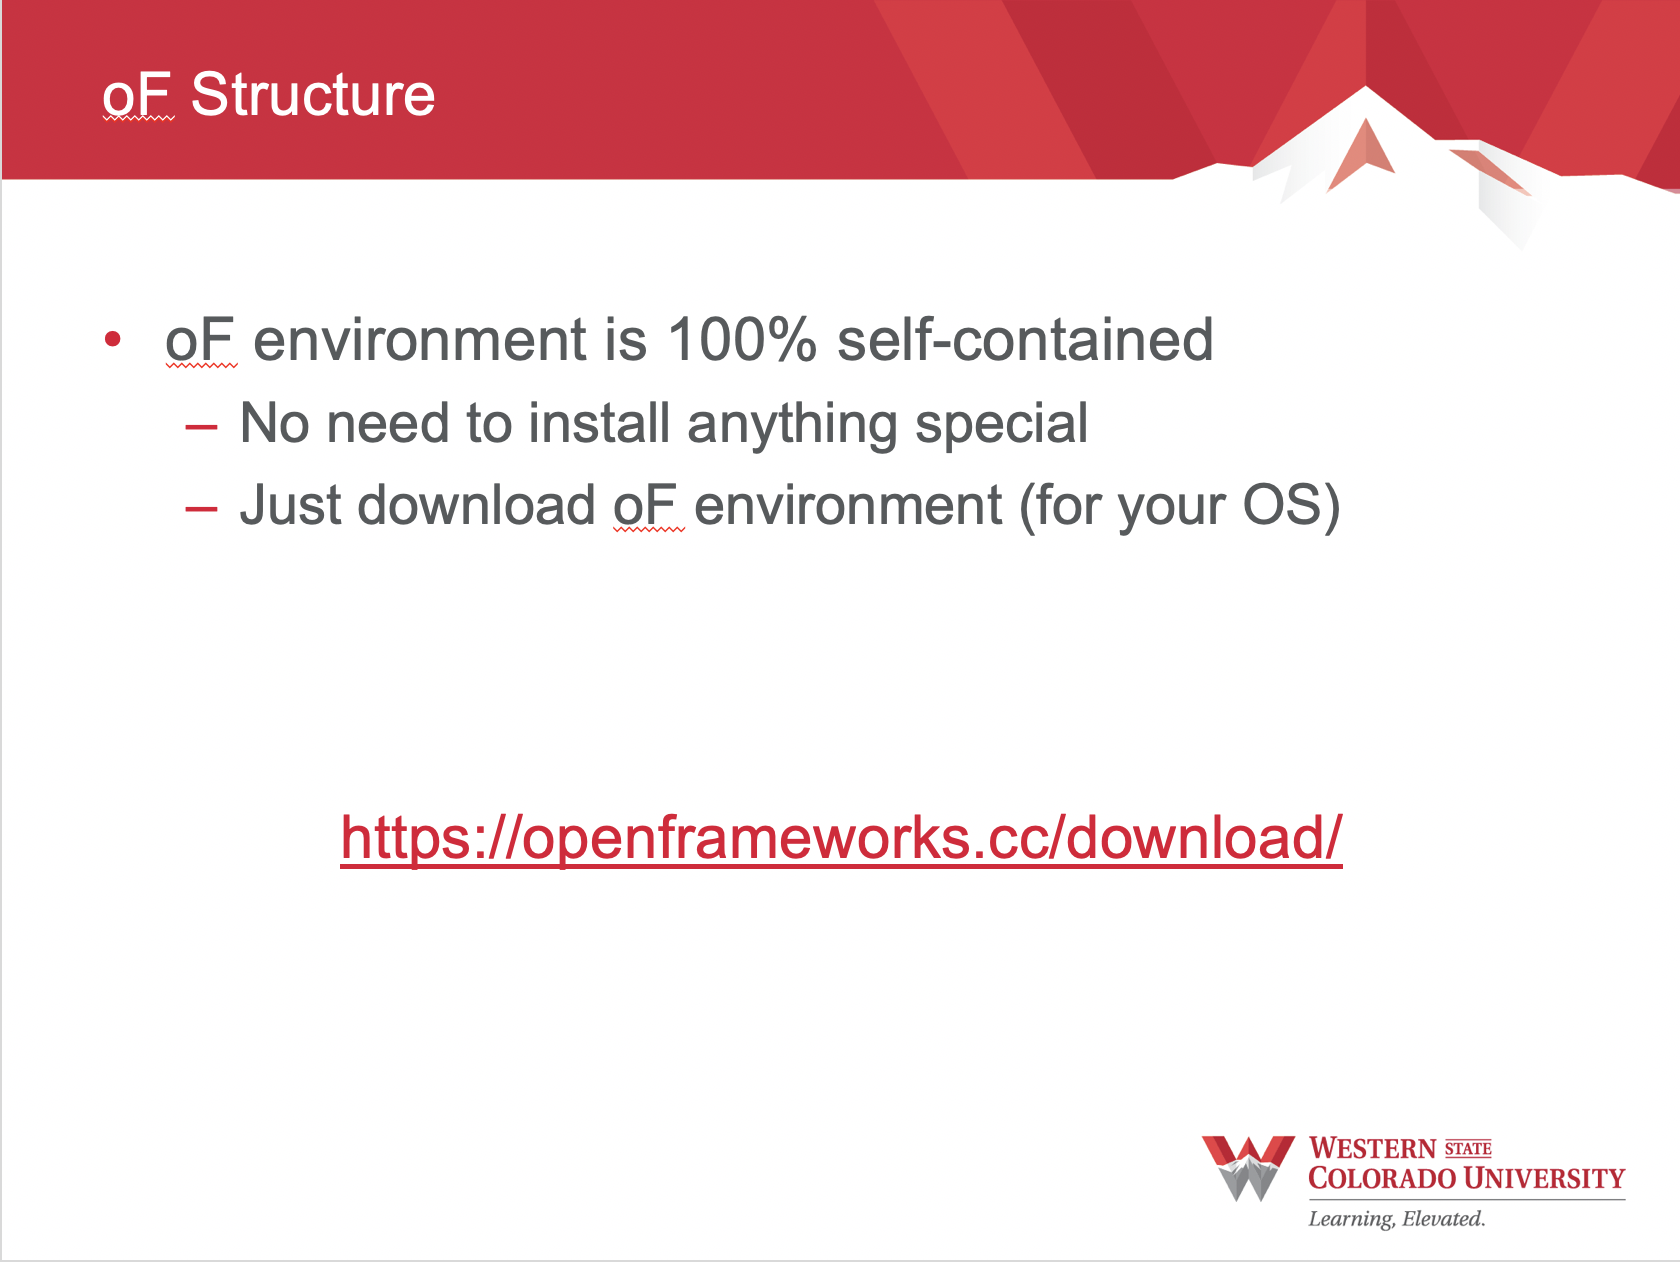 oF Structure
• oF environment is 100% self-contained
– No need to install anything special
– Just download oF environment (for your OS)
https://openframeworks.cc/download/
WESTERN STATE
COLORADO UNIVERSITY
Learning, Elevated.